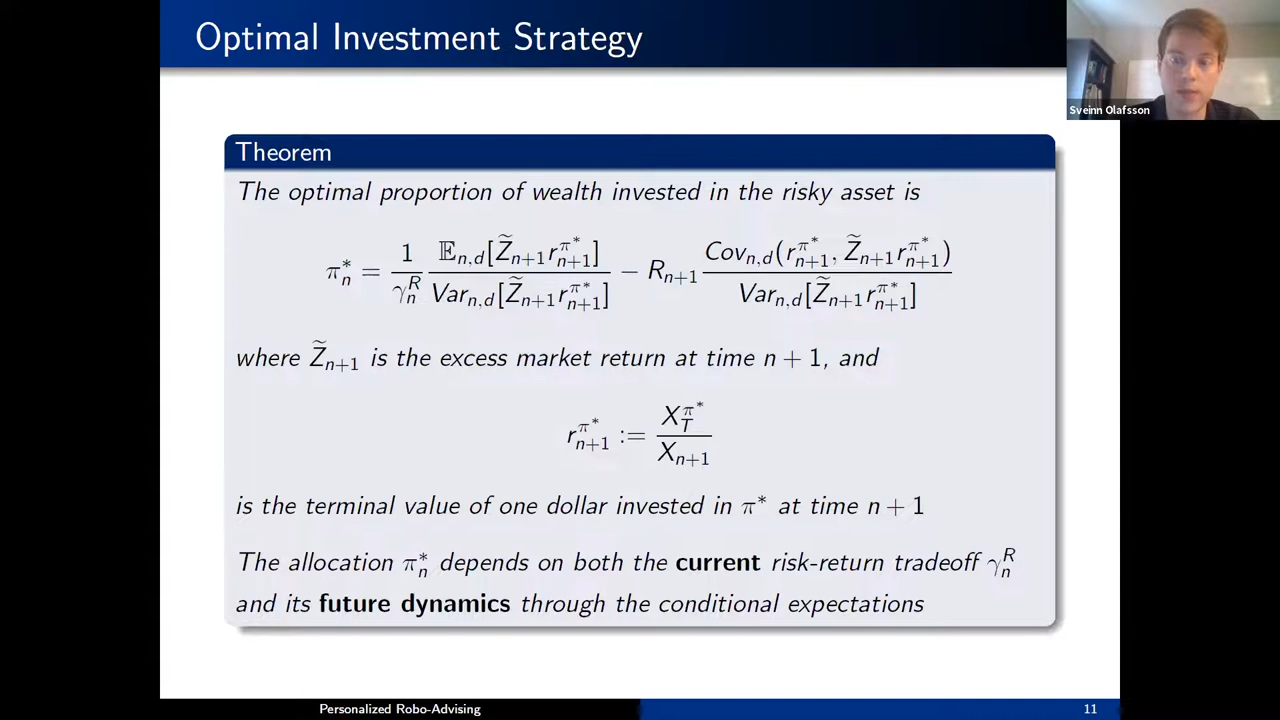 Optimal Investment Strategy
Sveinn Olafsson
Theorem
The optimal proportion of wealth invested in the risky asset is
π*_n = 1/γ^R_n 𝔼_{n,d}[Z̃_{n+1} r^{π*}_{n+1}]/Var_{n,d}[Z̃_{n+1} r^{π*}_{n+1}] − R_{n+1} Cov_{n,d}(r^{π*}_{n+1}, Z̃_{n+1} r^{π*}_{n+1})/Var_{n,d}[Z̃_{n+1} r^{π*}_{n+1}]
where Z̃_{n+1} is the excess market return at time n + 1, and
r^{π*}_{n+1} := X^{π*}_T/X_{n+1}
is the terminal value of one dollar invested in π* at time n + 1
The allocation π*_n depends on both the current risk-return tradeoff γ^R_n
and its future dynamics through the conditional expectations
Personalized Robo-Advising
11